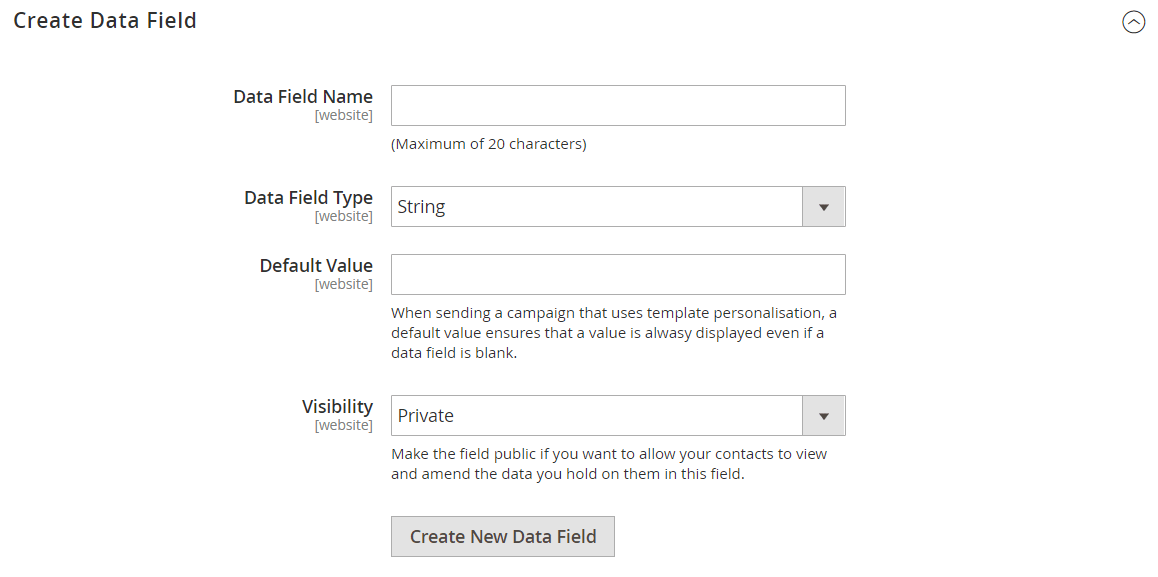 Create Data Field
Data Field Name
[website]
(Maximum of 20 characters)
Data Field Type
[website]
String
Default Value
[website]
When sending a campaign that uses template personalisation, a
default value ensures that a value is alwasy displayed even if a
data field is blank.
Visibility
[website]
Private
Make the field public if you want to allow your contacts to view
and amend the data you hold on them in this field.
Create New Data Field